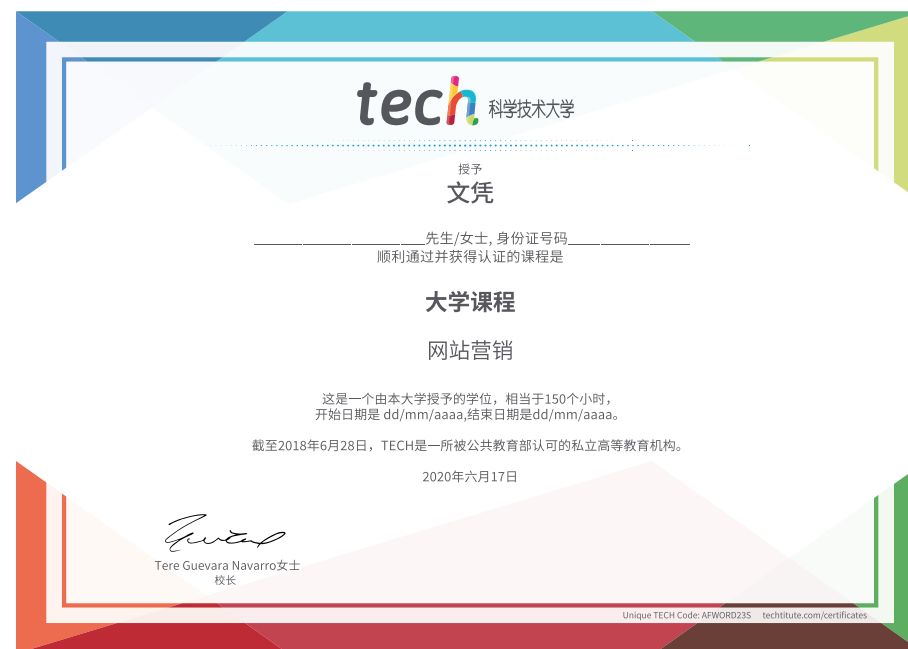 tech 科学技术大学
授予
文凭
______________________先生/女士, 身份证号码_______________
顺利通过并获得认证的课程是
大学课程
网站营销
这是一个由本大学授予的学位，相当于150个小时，
开始日期是 dd/mm/aaaa,结束日期是dd/mm/aaaa。
截至2018年6月28日，TECH是一所被公共教育部认可的私立高等教育机构。
2020年六月17日
Tere Guevara Navarro女士
校长
Unique TECH Code: AFWORD23S techtitute.com/certificates